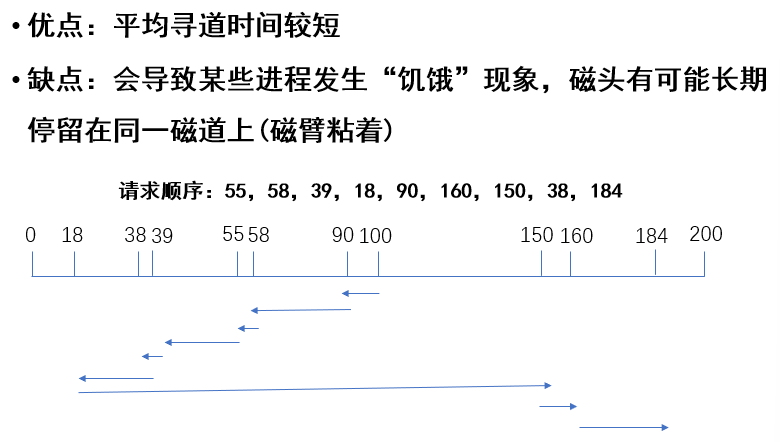 • 优点：平均寻道时间较短
• 缺点：会导致某些进程发生“饥饿”现象，磁头有可能长期
停留在同一磁道上(磁臂粘着)
请求顺序：55，58，39，18，90，160，150，38，184
0 18 38 39 55 58 90 100 150 160 184 200